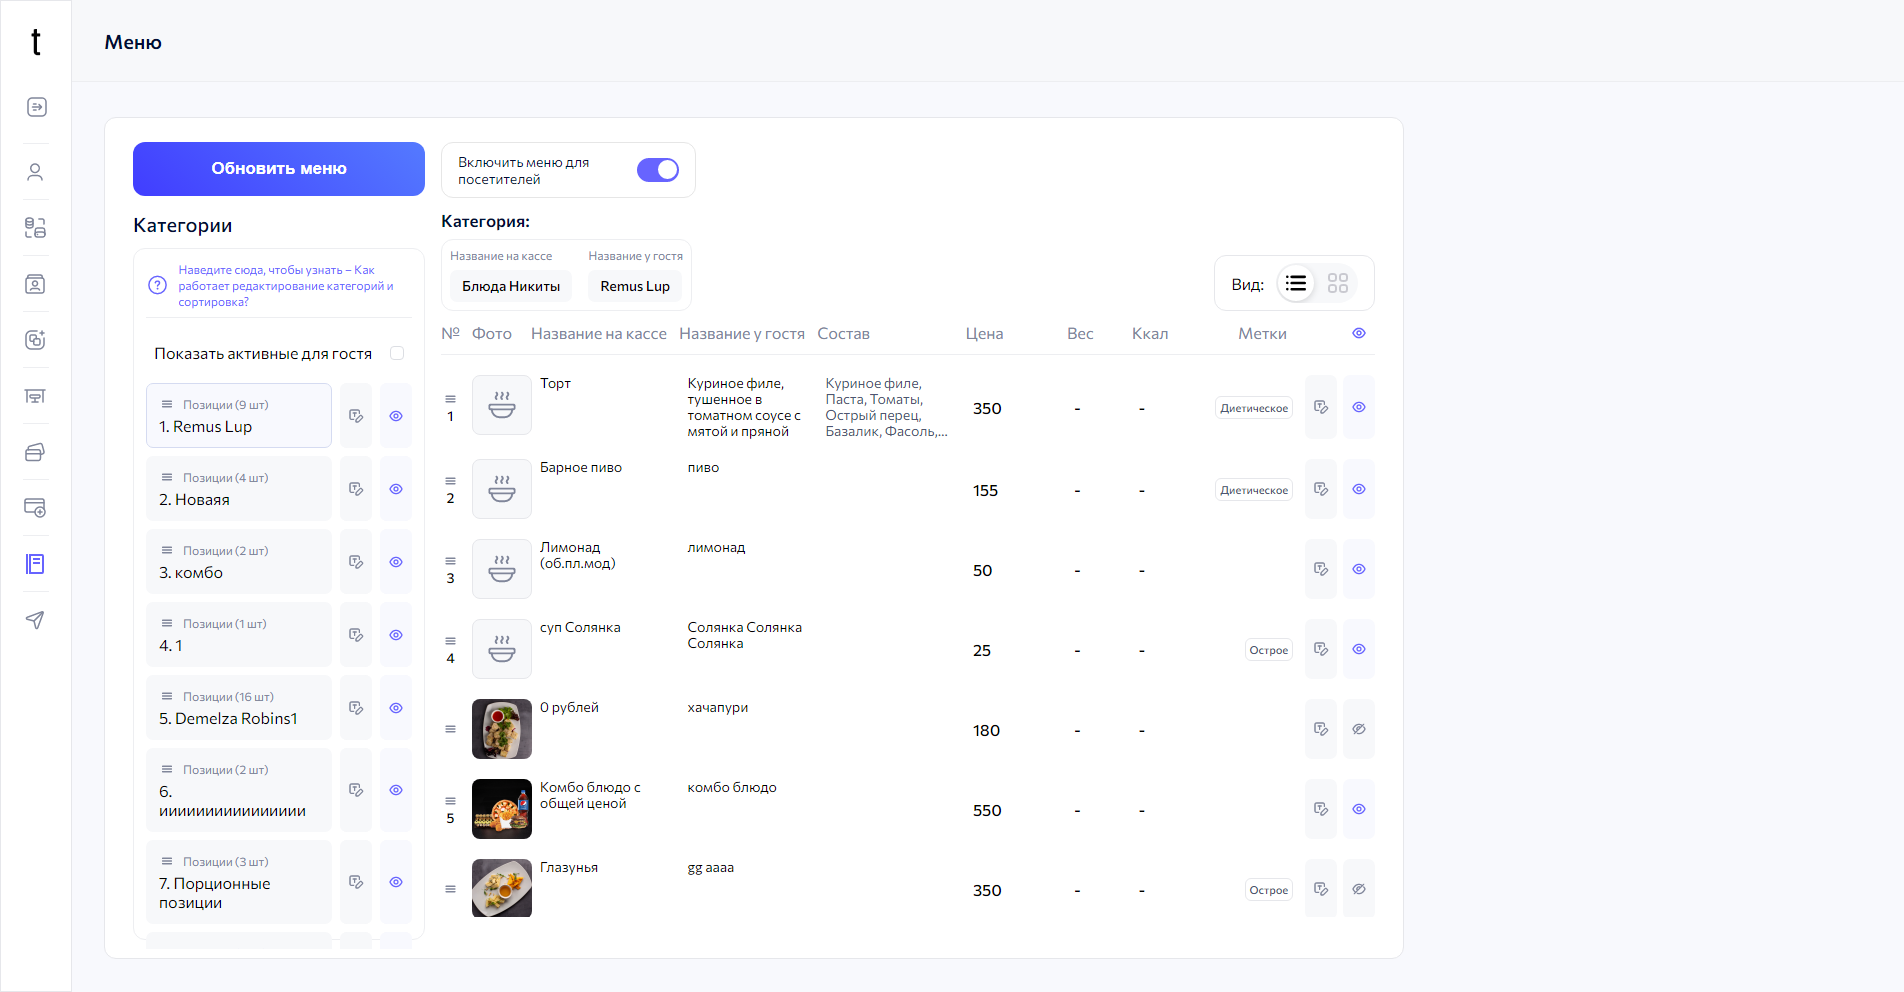 t
Меню
Обновить меню
Включить меню для
посетителей
Категории
Наведите сюда, чтобы узнать – Как
работает редактирование категорий и
сортировка?
Показать активные для гостя
Позиции (9 шт)
1. Remus Lup
Позиции (4 шт)
2. Новаяя
Позиции (2 шт)
3. комбо
Позиции (1 шт)
4. 1
Позиции (16 шт)
5. Demelza Robins1
Позиции (2 шт)
6.
ииииииииииииииии
Позиции (3 шт)
7. Порционные
позиции
Категория:
Название на кассе
Название у гостя
Блюда Никиты
Remus Lup
Вид:
№ Фото Название на кассе Название у гостя Состав Цена Вес Ккал Метки
1
Торт
Куриное филе,
тушенное в
томатном соусе с
мятой и пряной
Куриное филе,
Паста, Томаты,
Острый перец,
Базалик, Фасоль,...
350 - - Диетическое
2
Барное пиво
пиво
155 - - Диетическое
3
Лимонад
(об.пл.мод)
лимонад
50 - -
4
суп Солянка
Солянка Солянка
Солянка
25 - - Острое
0 рублей
хачапури
180 - -
5
Комбо блюдо с
общей ценой
комбо блюдо
550 - -
Глазунья
gg aaaa
350 - - Острое